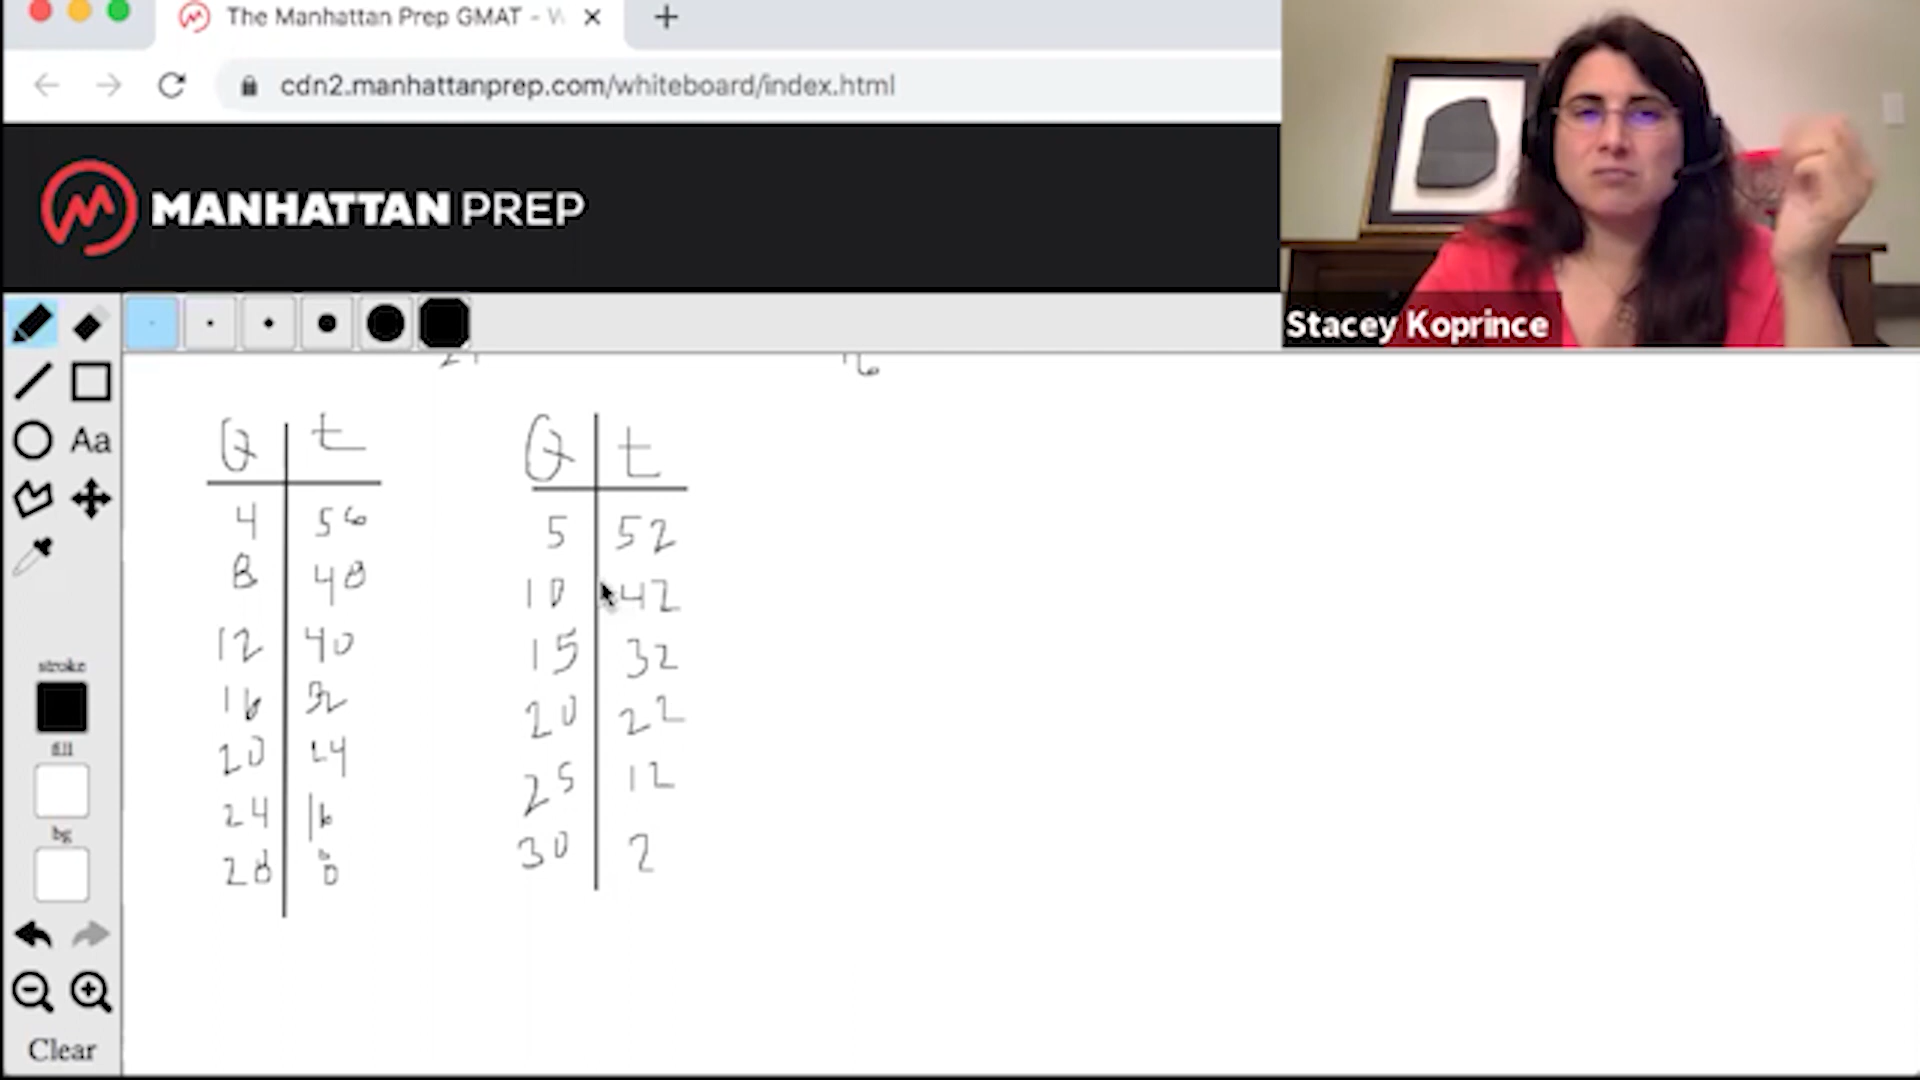 The Manhattan Prep GMAT - W
cdn2.manhattanprep.com/whiteboard/index.html
MANHATTAN PREP
Stacey Koprince
Aa
stroke
fill
bg
Clear
Q t
4 56
8 48
12 40
16 32
20 24
24 16
28 8
Q t
5 52
10 42
15 32
20 22
25 12
30 2